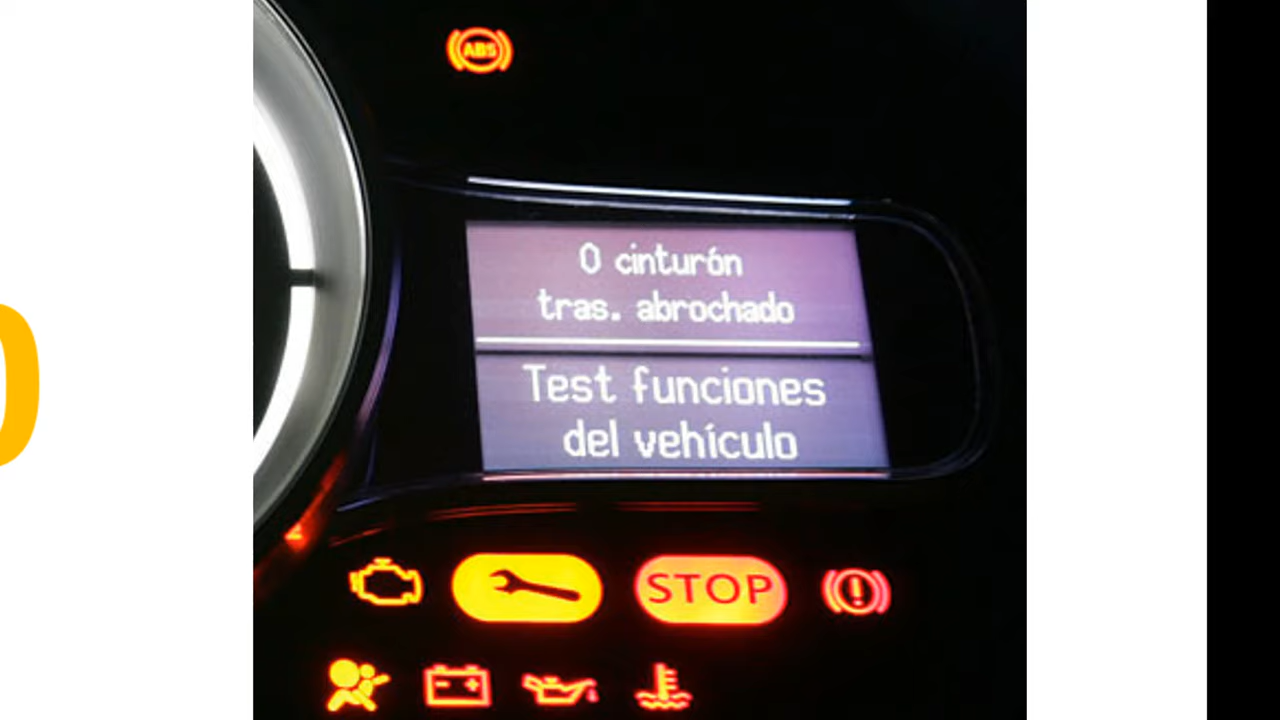 ABS
0 cinturón
tras. abrochado
Test funciones
del vehículo
STOP